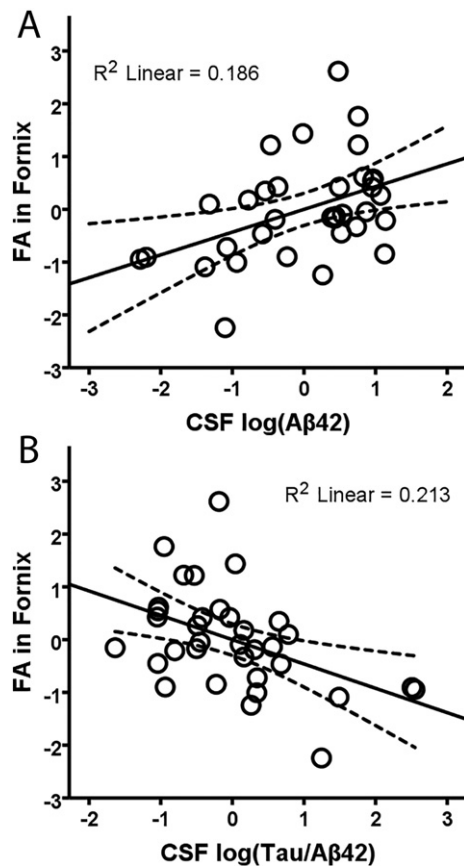 A
R² Linear = 0.186
FA in Fornix
3
2
1
0
-1
-2
-3
-3 -2 -1 0 1 2
CSF log(Aβ42)
B
R² Linear = 0.213
FA in Fornix
3
2
1
0
-1
-2
-3
-2 -1 0 1 2 3
CSF log(Tau/Aβ42)